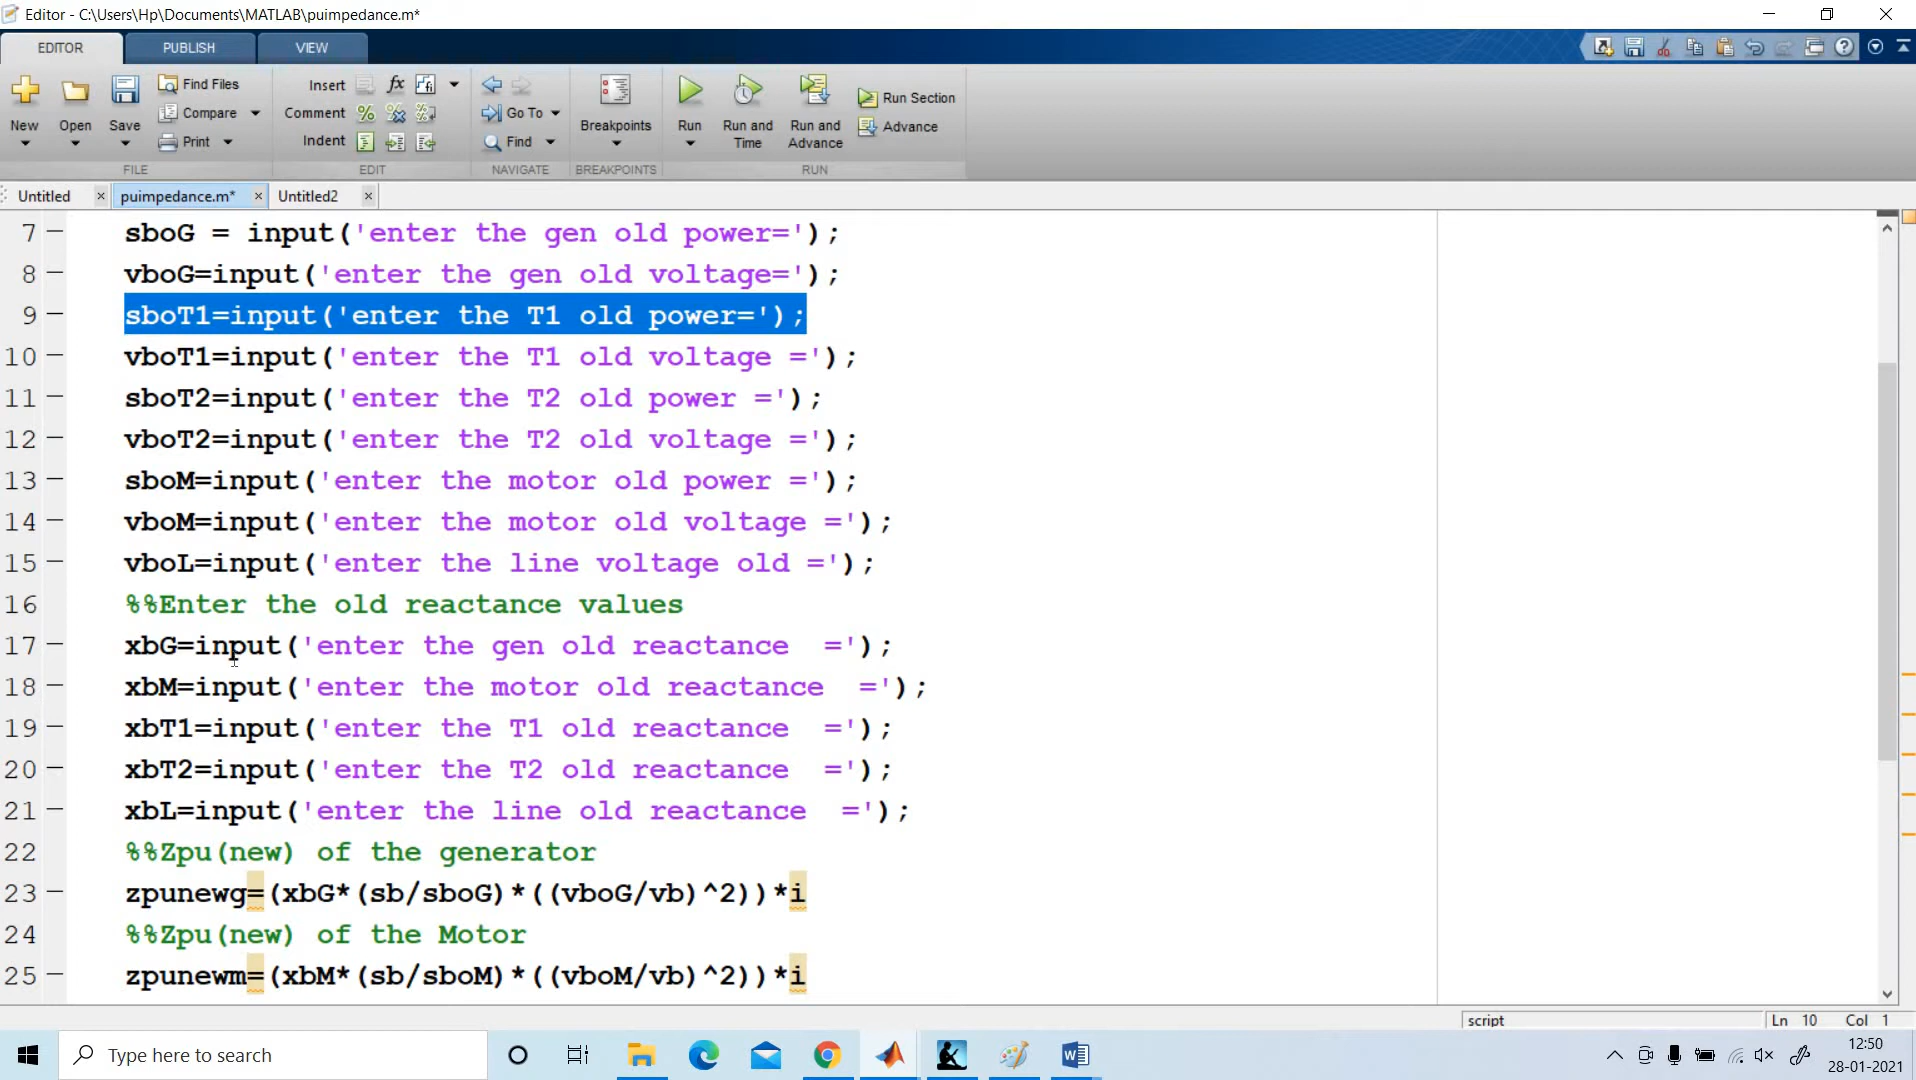 Editor - C:\Users\Hp\Documents\MATLAB\puimpedance.m*
EDITOR PUBLISH VIEW
New Open Save Find Files Compare Print FILE
Insert fx Comment Indent EDIT
Go To Find NAVIGATE
Breakpoints BREAKPOINTS
Run Run and Time Run and Advance Run Section Advance RUN
Untitled × puimpedance.m* × Untitled2 ×
7 – sboG = input('enter the gen old power=');
8 – vboG=input('enter the gen old voltage=');
9 – sboT1=input('enter the T1 old power=');
10 – vboT1=input('enter the T1 old voltage =');
11 – sboT2=input('enter the T2 old power =');
12 – vboT2=input('enter the T2 old voltage =');
13 – sboM=input('enter the motor old power =');
14 – vboM=input('enter the motor old voltage =');
15 – vboL=input('enter the line voltage old =');
16 %%Enter the old reactance values
17 – xbG=input('enter the gen old reactance  =');
18 – xbM=input('enter the motor old reactance  =');
19 – xbT1=input('enter the T1 old reactance  =');
20 – xbT2=input('enter the T2 old reactance  =');
21 – xbL=input('enter the line old reactance  =');
22 %%Zpu(new) of the generator
23 – zpunewg=(xbG*(sb/sboG)*((vboG/vb)^2))*i
24 %%Zpu(new) of the Motor
25 – zpunewm=(xbM*(sb/sboM)*((vboM/vb)^2))*i
script Ln 10 Col 1
Type here to search
12:50
28-01-2021